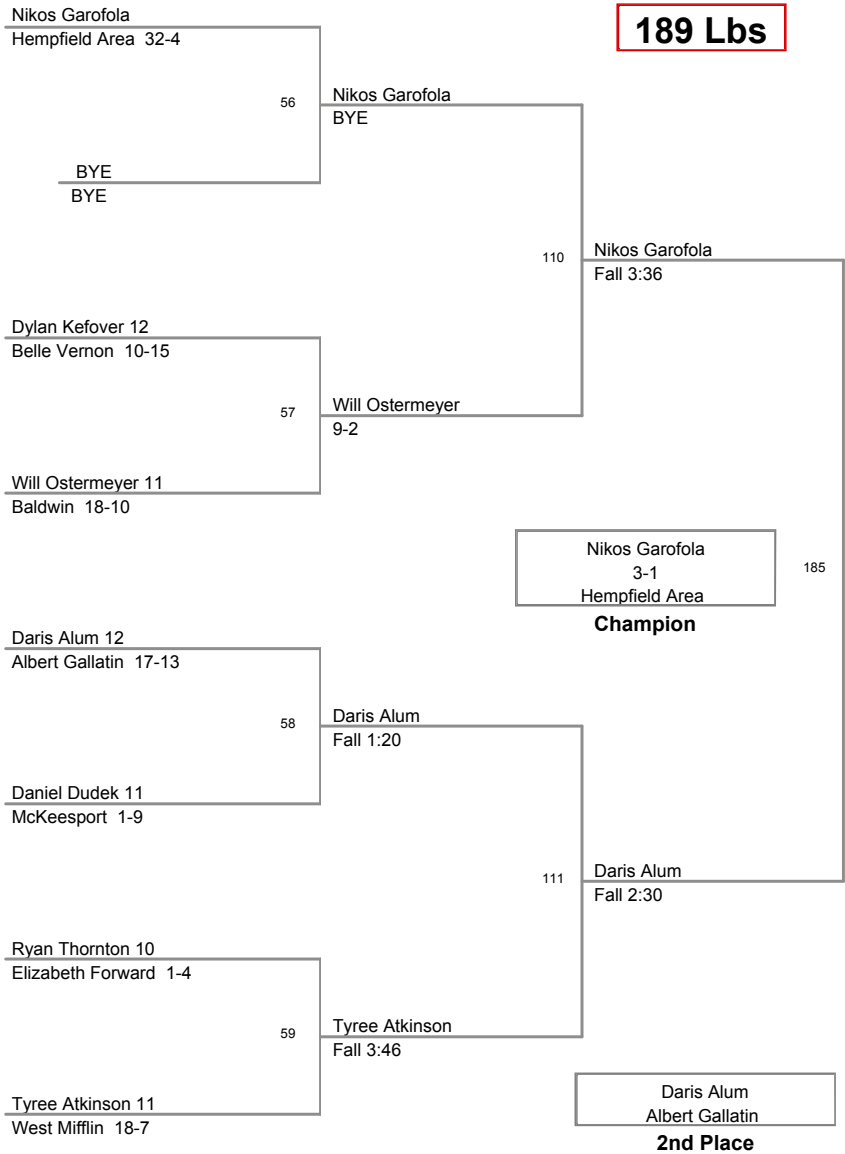 Nikos Garofola
Hempfield Area 32-4
189 Lbs
56
Nikos Garofola
BYE
BYE
BYE
110
Nikos Garofola
Fall 3:36
Dylan Kefover 12
Belle Vernon 10-15
57
Will Ostermeyer
9-2
Will Ostermeyer 11
Baldwin 18-10
Nikos Garofola
3-1
Hempfield Area
Champion
185
Daris Alum 12
Albert Gallatin 17-13
58
Daris Alum
Fall 1:20
Daniel Dudek 11
McKeesport 1-9
111
Daris Alum
Fall 2:30
Ryan Thornton 10
Elizabeth Forward 1-4
59
Tyree Atkinson
Fall 3:46
Tyree Atkinson 11
West Mifflin 18-7
Daris Alum
Albert Gallatin
2nd Place